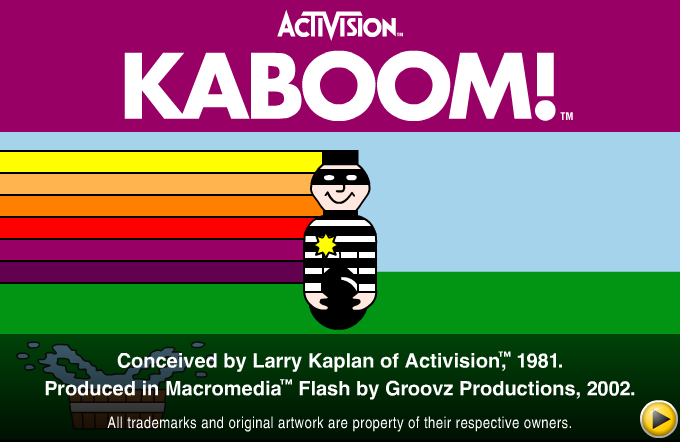 ACTIVISION™
KABOOM!™
Conceived by Larry Kaplan of Activision,™ 1981.
Produced in Macromedia™ Flash by Groovz Productions, 2002.
All trademarks and original artwork are property of their respective owners.